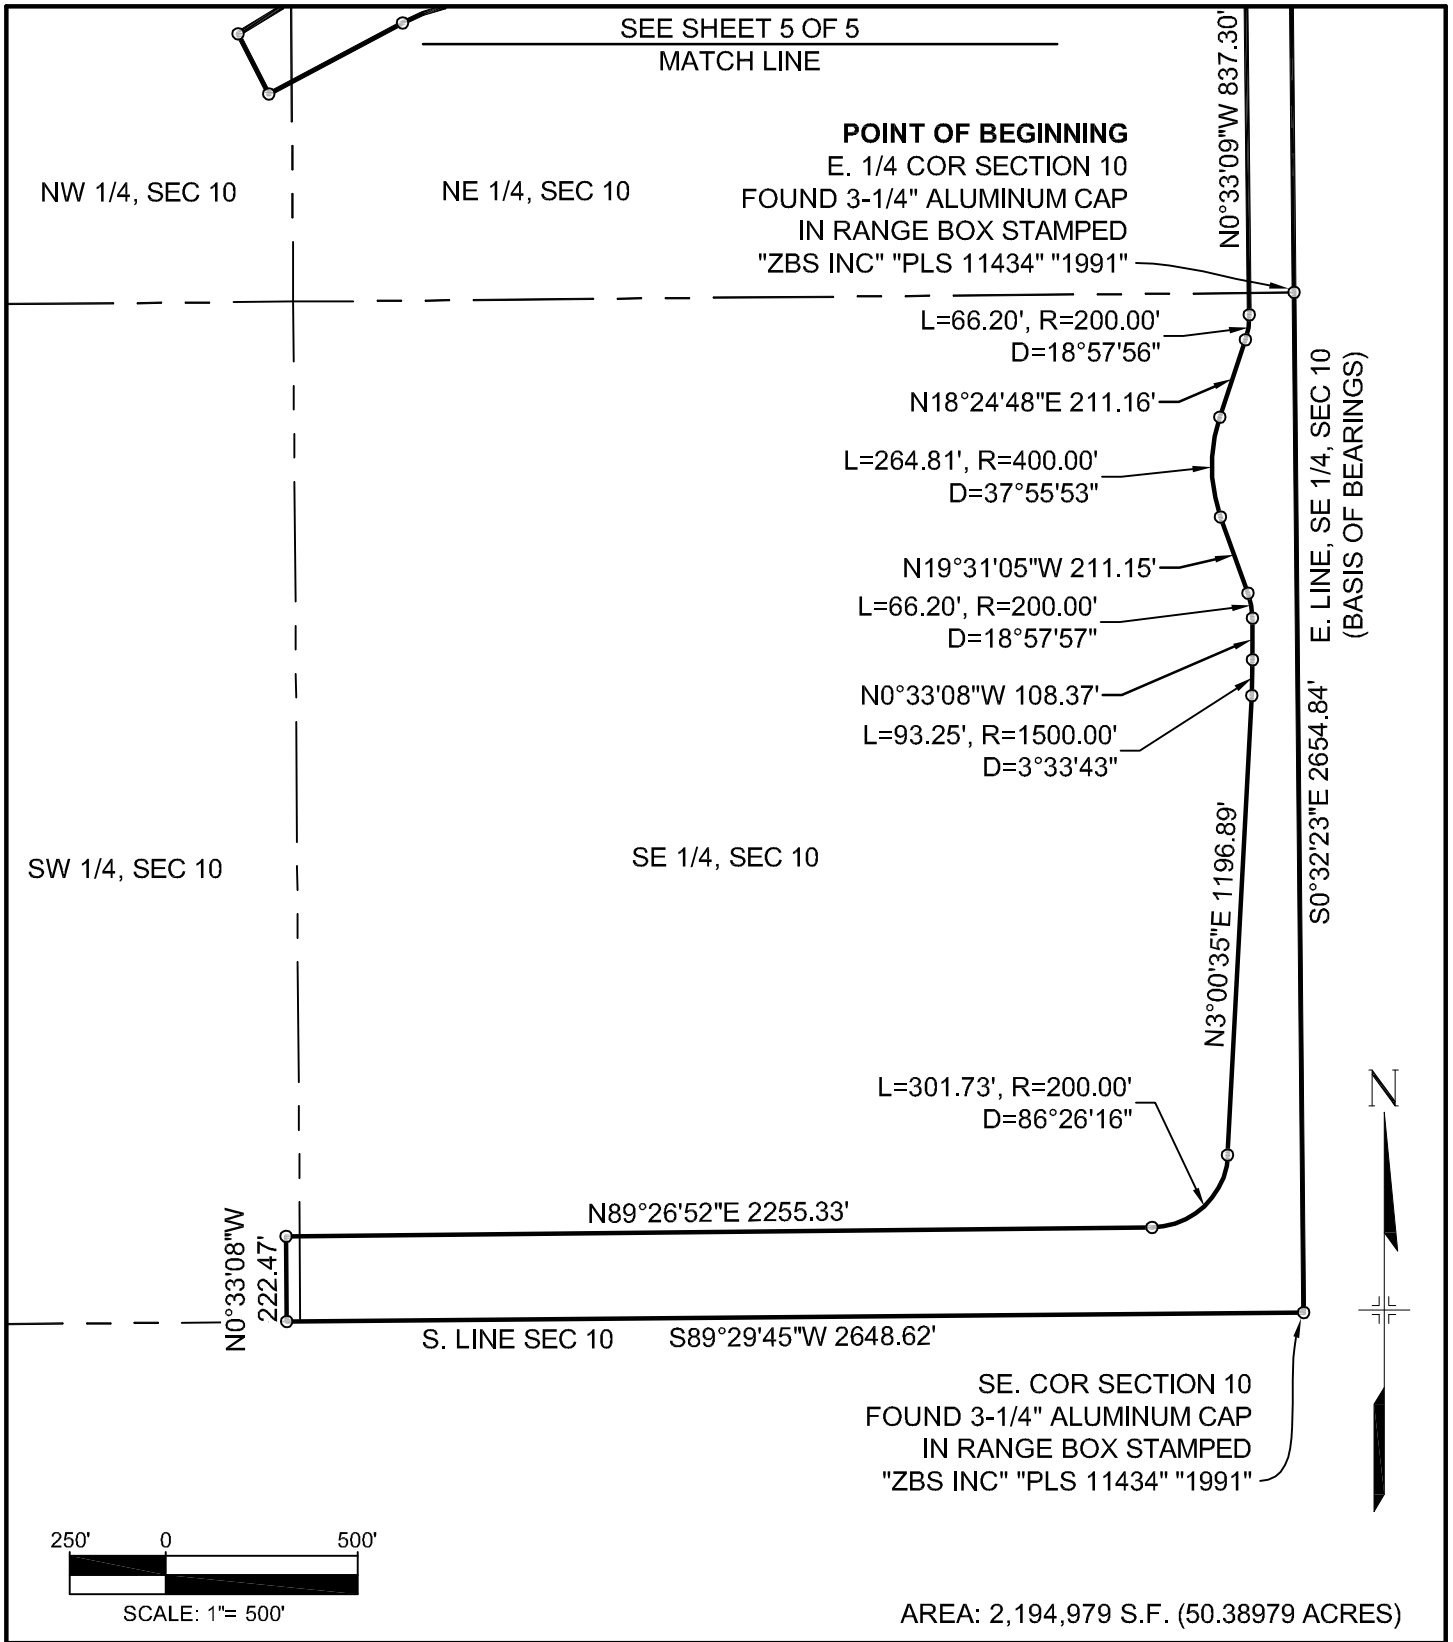 SEE SHEET 5 OF 5
MATCH LINE
N0°33'09"W 837.30'
POINT OF BEGINNING
E. 1/4 COR SECTION 10
FOUND 3-1/4" ALUMINUM CAP
IN RANGE BOX STAMPED
"ZBS INC" "PLS 11434" "1991"
NW 1/4, SEC 10
NE 1/4, SEC 10
L=66.20', R=200.00'
D=18°57'56"
N18°24'48"E 211.16'
L=264.81', R=400.00'
D=37°55'53"
E. LINE, SE 1/4, SEC 10
(BASIS OF BEARINGS)
N19°31'05"W 211.15'
L=66.20', R=200.00'
D=18°57'57"
N0°33'08"W 108.37'
L=93.25', R=1500.00'
D=3°33'43"
S0°32'23"E 2654.84'
SW 1/4, SEC 10
SE 1/4, SEC 10
N3°00'35"E 1196.89'
L=301.73', R=200.00'
D=86°26'16"
N
N89°26'52"E 2255.33'
N0°33'08"W
222.47'
S. LINE SEC 10
S89°29'45"W 2648.62'
SE. COR SECTION 10
FOUND 3-1/4" ALUMINUM CAP
IN RANGE BOX STAMPED
"ZBS INC" "PLS 11434" "1991"
250' 0 500'
SCALE: 1"= 500'
AREA: 2,194,979 S.F. (50.38979 ACRES)